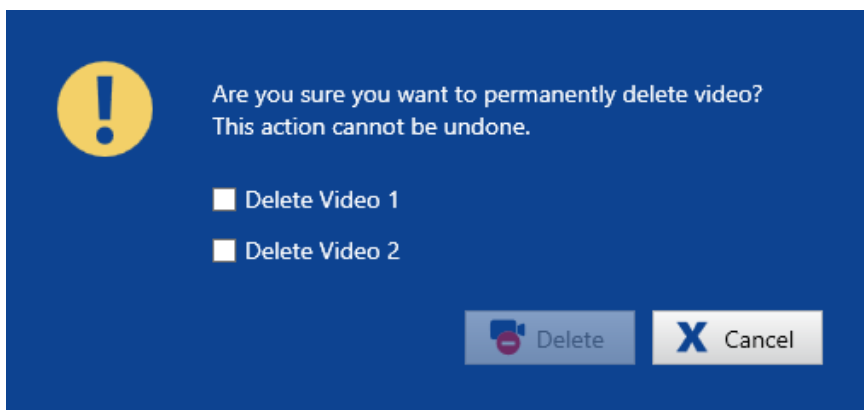 Are you sure you want to permanently delete video?
This action cannot be undone.
Delete Video 1
Delete Video 2
Delete
Cancel